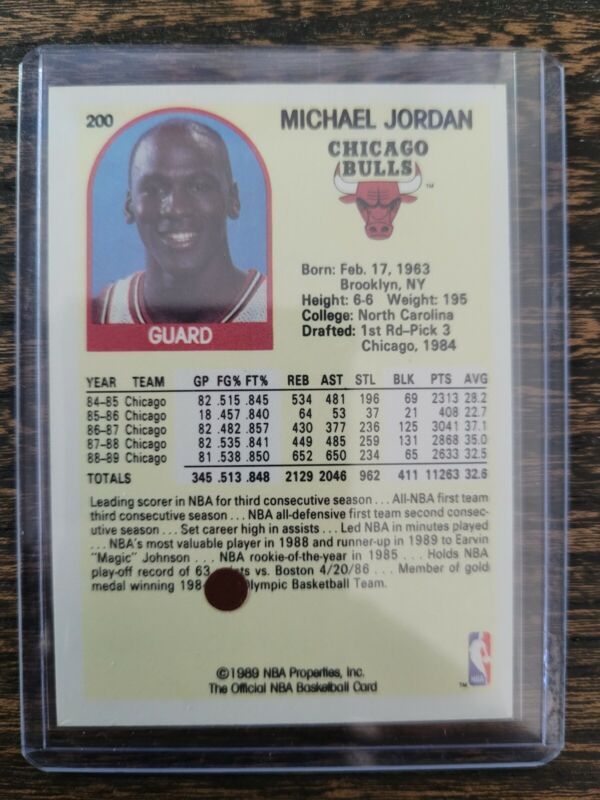 200
MICHAEL JORDAN
CHICAGO
BULLS
TM
Born: Feb. 17, 1963
Brooklyn, NY
Height: 6-6 Weight: 195
College: North Carolina
Drafted: 1st Rd-Pick 3
Chicago, 1984
GUARD
YEAR TEAM GP FG% FT% REB AST STL BLK PTS AVG
84-85 Chicago 82 .515 .845 534 481 196 69 2313 28.2
85-86 Chicago 18 .457 .840 64 53 37 21 408 22.7
86-87 Chicago 82 .482 .857 430 377 236 125 3041 37.1
87-88 Chicago 82 .535 .841 449 485 259 131 2868 35.0
88-89 Chicago 81 .538 .850 652 650 234 65 2633 32.5
TOTALS 345 .513 .848 2129 2046 962 411 11263 32.6
Leading scorer in NBA for third consecutive season . . . All-NBA first team
third consecutive season . . . NBA all-defensive first team second consec-
utive season . . . Set career high in assists . . . Led NBA in minutes played
. . . NBA's most valuable player in 1988 and runner-up in 1989 to Earvin
"Magic" Johnson . . . NBA rookie-of-the-year in 1985 . . . Holds NBA
play-off record of 63 vs. Boston 4/20/86 . . . Member of gold
medal winning Basketball Team.
©1989 NBA Properties, Inc.
The Official NBA Basketball Card
TM
NBA